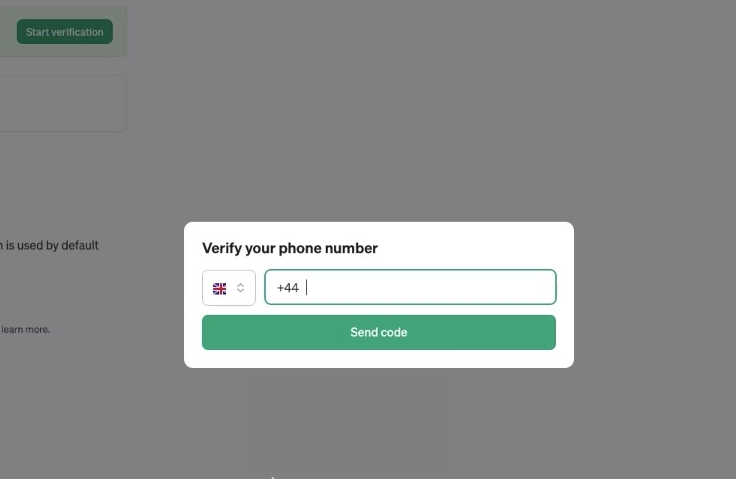 Start verification
is used by default
learn more.
Verify your phone number
+44
Send code